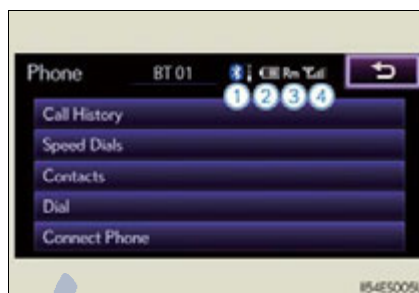 Phone BT 01 Rm
1 2 3 4
Call History
Speed Dials
Contacts
Dial
Connect Phone